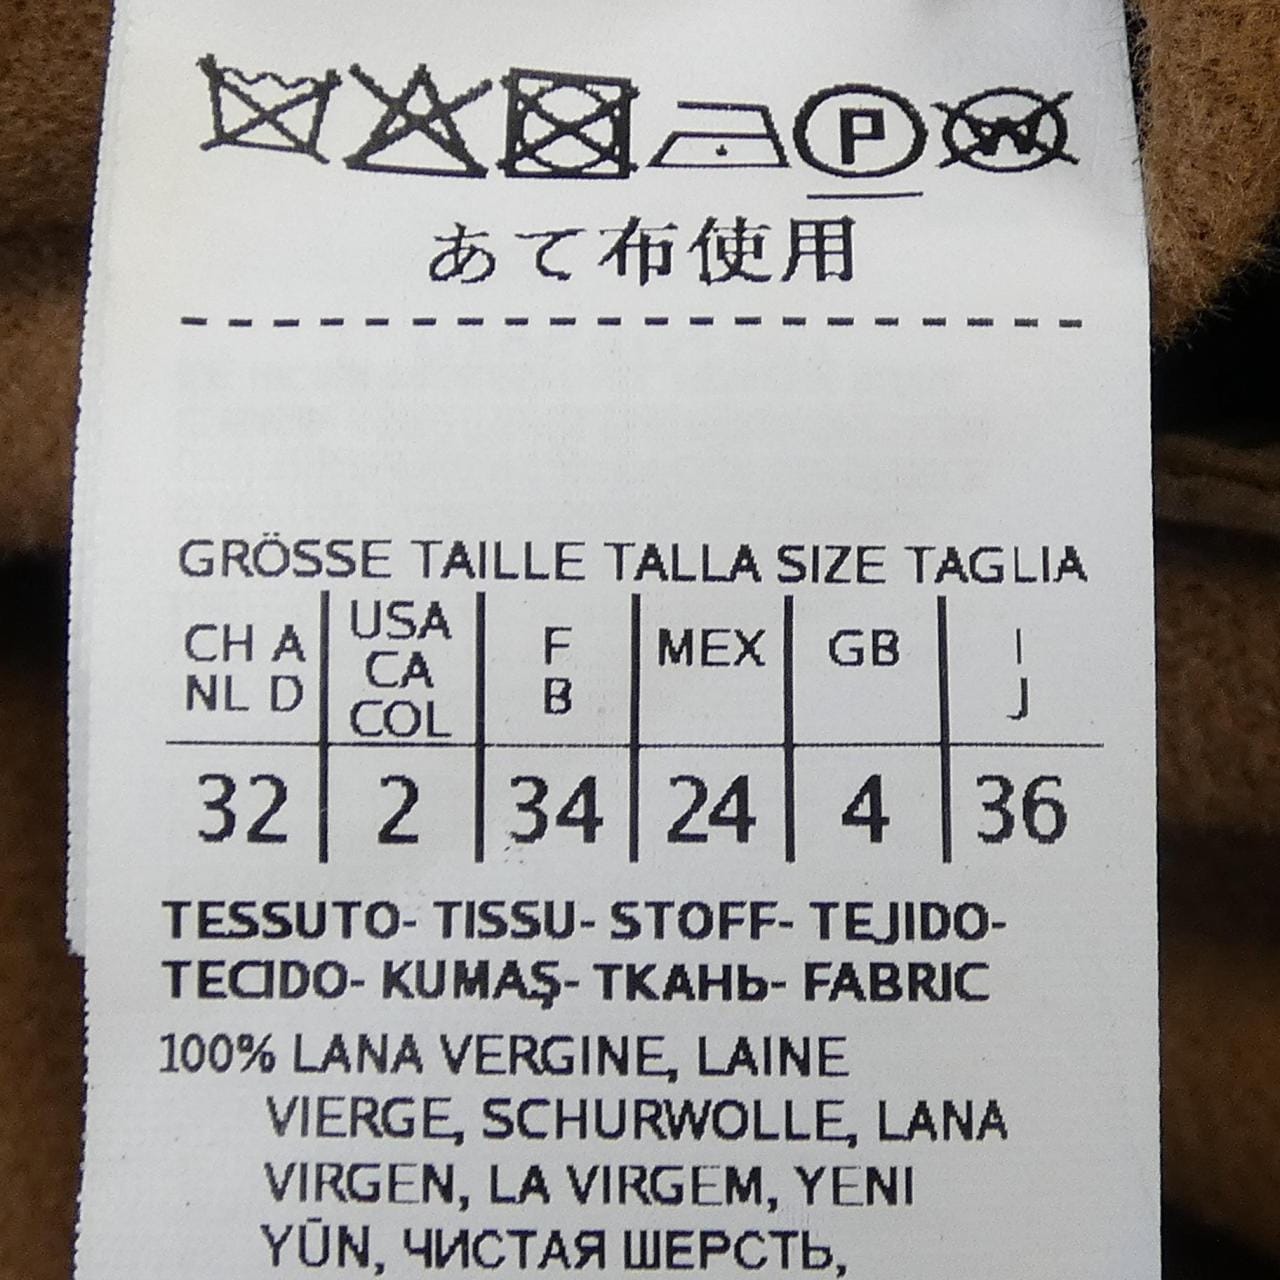 P W
あて布使用
GRÖSSE TAILLE TALLA SIZE TAGLIA
CH A NL D | USA CA COL | F B | MEX | GB | I J
32 | 2 | 34 | 24 | 4 | 36
TESSUTO- TISSU- STOFF- TEJIDO-
TECIDO- KUMAŞ- ТКАНЬ- FABRIC
100% LANA VERGINE, LAINE
VIERGE, SCHURWOLLE, LANA
VIRGEN, LA VIRGEM, YENI
YŪN, ЧИСТАЯ ШЕРСТЬ,